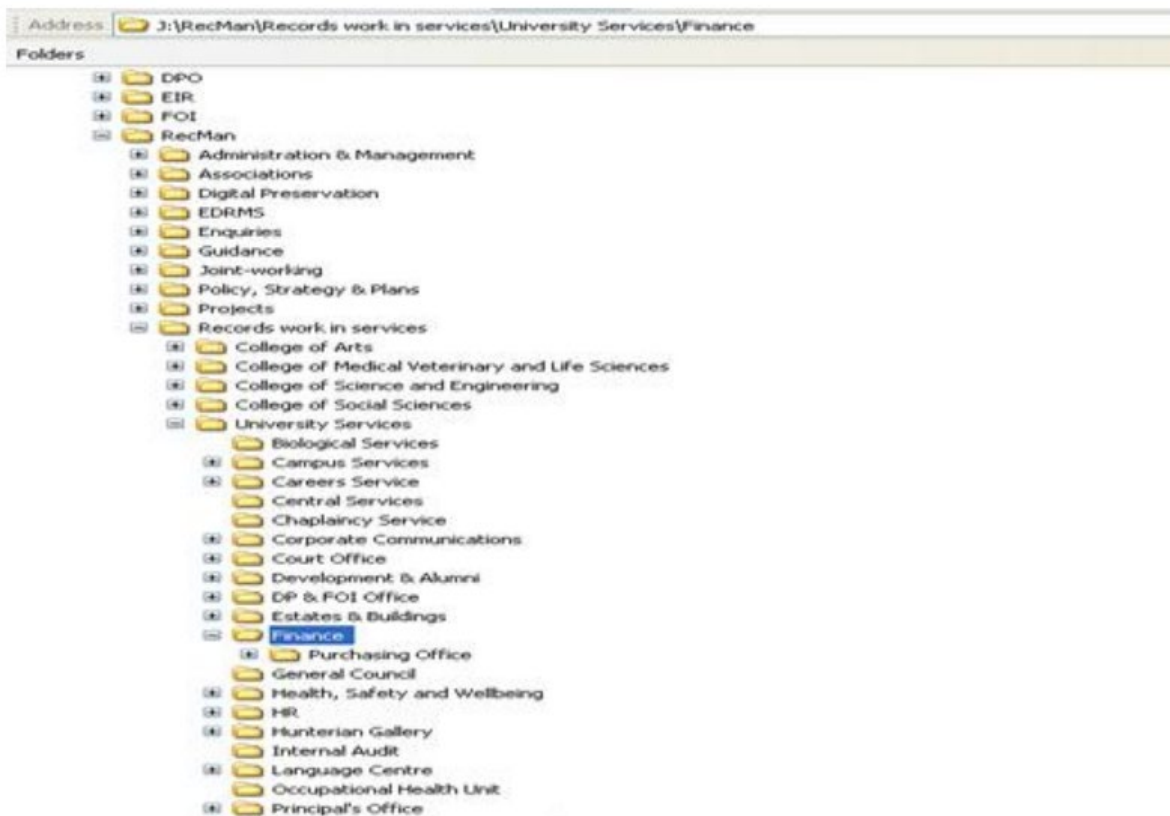 Address J:\RecMan\Records work in services\University Services\Finance
Folders
DPO
EIR
FOI
RecMan
Administration & Management
Associations
Digital Preservation
EDRMS
Enquiries
Guidance
Joint-working
Policy, Strategy & Plans
Projects
Records work in services
College of Arts
College of Medical Veterinary and Life Sciences
College of Science and Engineering
College of Social Sciences
University Services
Biological Services
Campus Services
Careers Service
Central Services
Chaplaincy Service
Corporate Communications
Court Office
Development & Alumni
DP & FOI Office
Estates & Buildings
Finance
Purchasing Office
General Council
Health, Safety and Wellbeing
HR
Hunterian Gallery
Internal Audit
Language Centre
Occupational Health Unit
Principal's Office